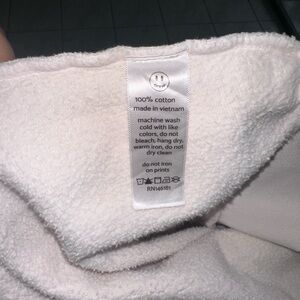 100% cotton
made in vietnam
machine wash
cold with like
colors, do not
bleach, hang dry,
warm iron, do not
dry clean
do not iron
on prints